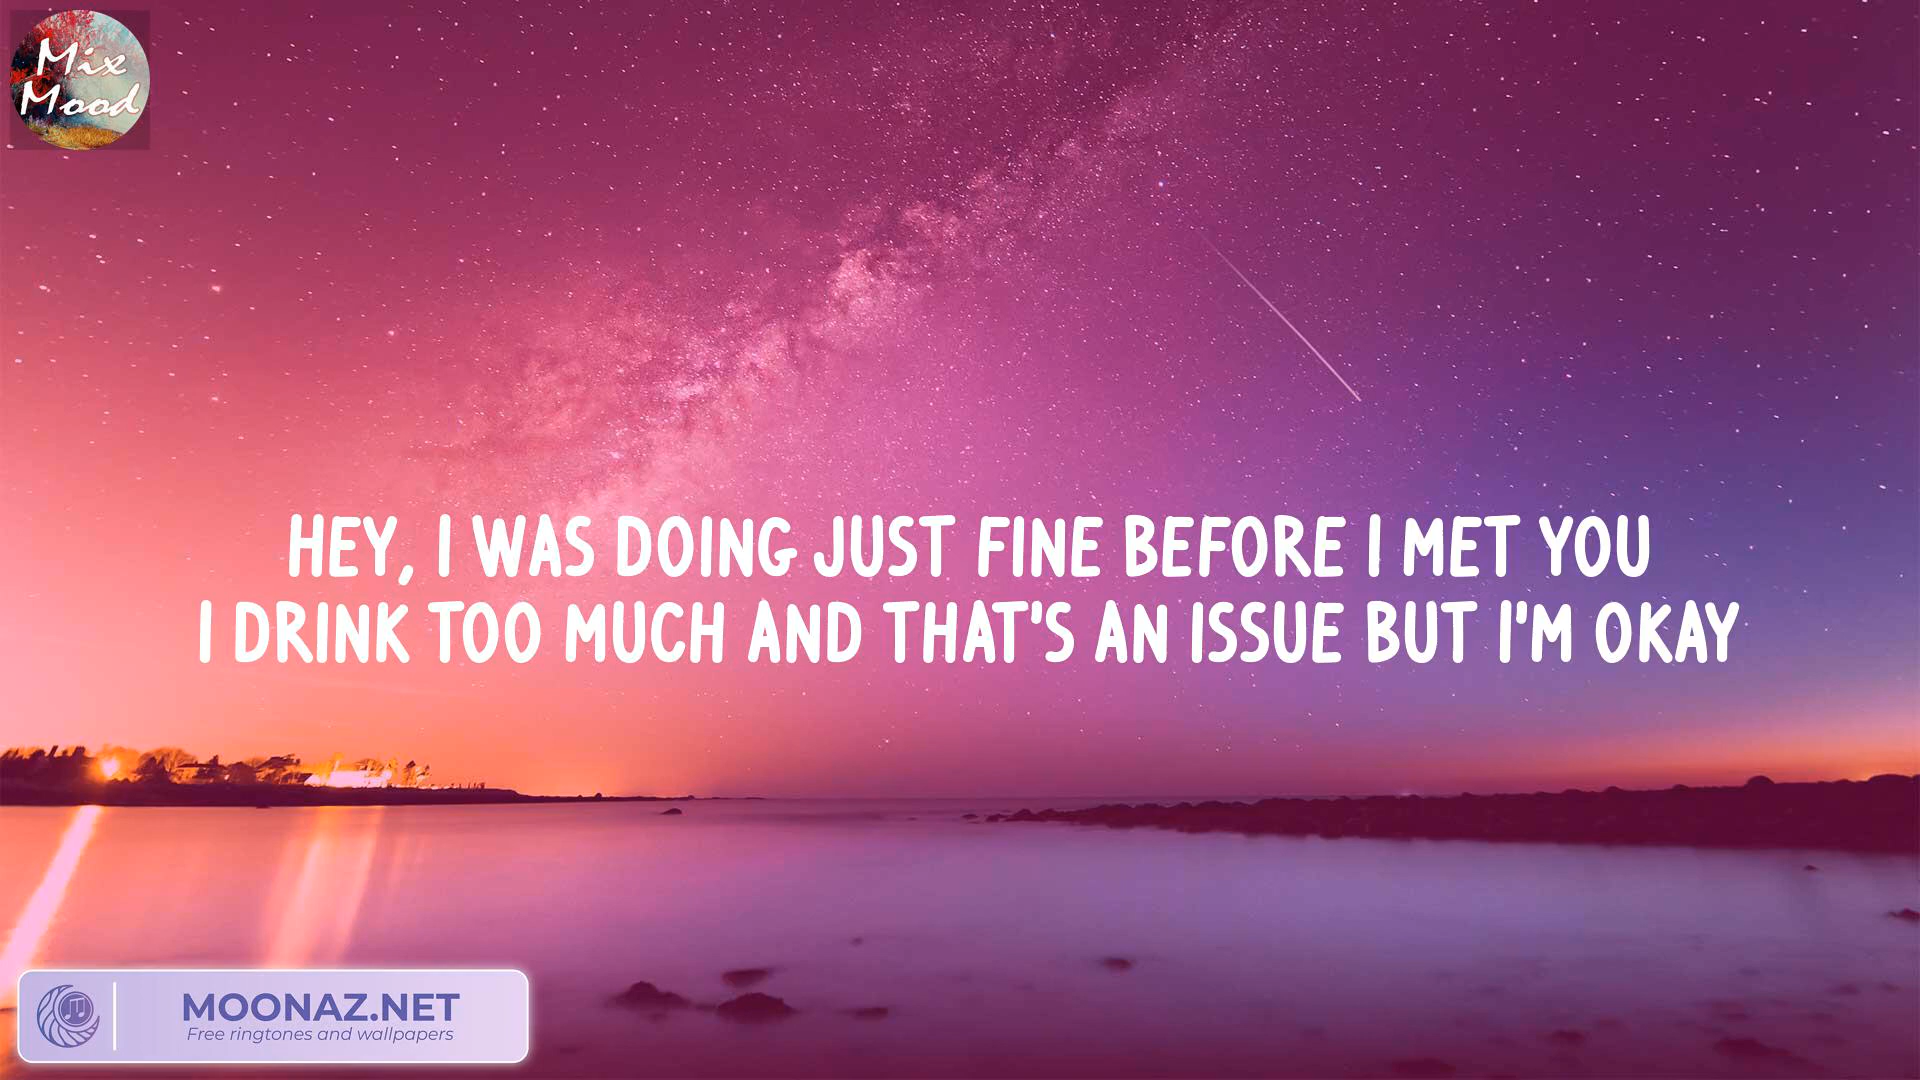 Mix
Mood
HEY, I WAS DOING JUST FINE BEFORE I MET YOU
I DRINK TOO MUCH AND THAT'S AN ISSUE BUT I'M OKAY
MOONAZ.NET
Free ringtones and wallpapers